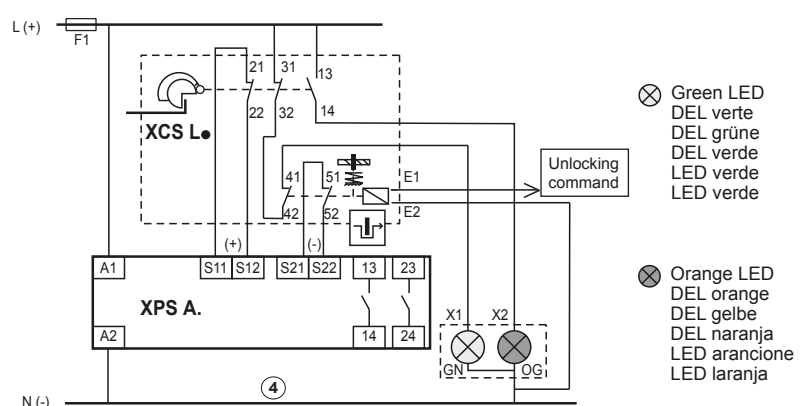 L (+)
F1
21
31
13
22
32
14
XCS L●
41
51
E1
42
52
E2
Unlocking
command
(+)
(-)
A1
S11
S12
S21
S22
13
23
XPS A.
A2
14
24
X1
X2
GN
OG
4
N (-)
Green LED
DEL verte
DEL grüne
DEL verde
LED verde
LED verde
Orange LED
DEL orange
DEL gelbe
DEL naranja
LED arancione
LED laranja